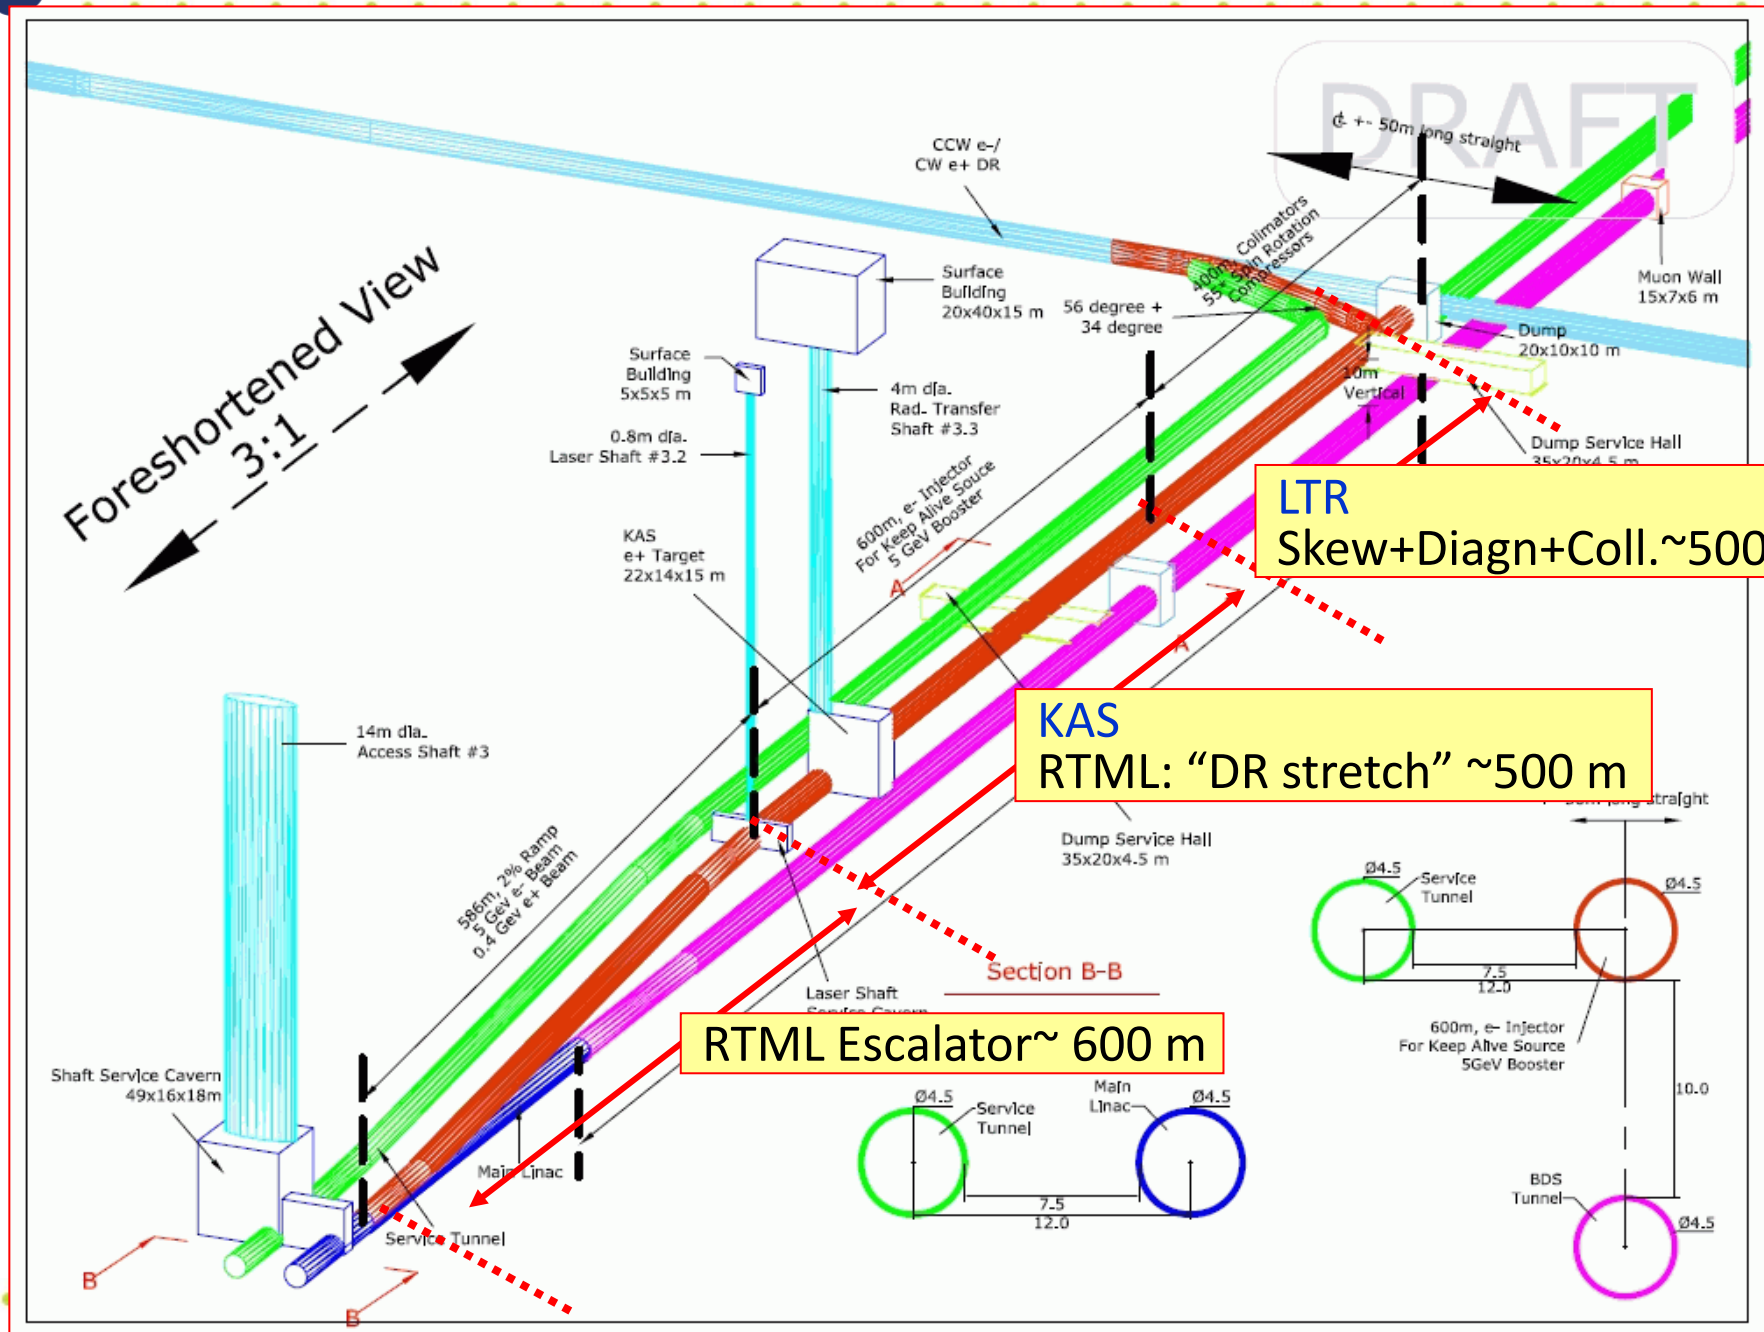 DRAFT
₵ +- 50m long straight
CCW e-/
CW e+ DR
400m, Colimators
55+ Spin Rotation
Compressors
Foreshortened View
3:1
Surface
Building
20x40x15 m
56 degree +
34 degree
Muon Wall
15x7x6 m
Dump
20x10x10 m
Surface
Building
5x5x5 m
4m dia.
Rad. Transfer
Shaft #3.3
10m
Vertical
0.8m dia.
Laser Shaft #3.2
Dump Service Hall
35x20x4.5 m
600m, e- Injector
For Keep Alive Souce
5 GeV Booster
LTR
Skew+Diagn+Coll.~500
KAS
e+ Target
22x14x15 m
A
A
KAS
RTML: “DR stretch” ~500 m
14m dia.
Access Shaft #3
long straight
Dump Service Hall
35x20x4.5 m
586m, 2% Ramp
5 Gev e- Beam
0.4 Gev e+ Beam
Ø4.5
Service
Tunnel
Ø4.5
7.5
12.0
Section B-B
Laser Shaft
Service Cavern
RTML Escalator~ 600 m
600m, e- Injector
For Keep Alive Source
5GeV Booster
10.0
Shaft Service Cavern
49x16x18m
Ø4.5
Service
Tunnel
Main
Linac
Ø4.5
7.5
12.0
Main Linac
BDS
Tunnel
Ø4.5
Service Tunnel
B
B